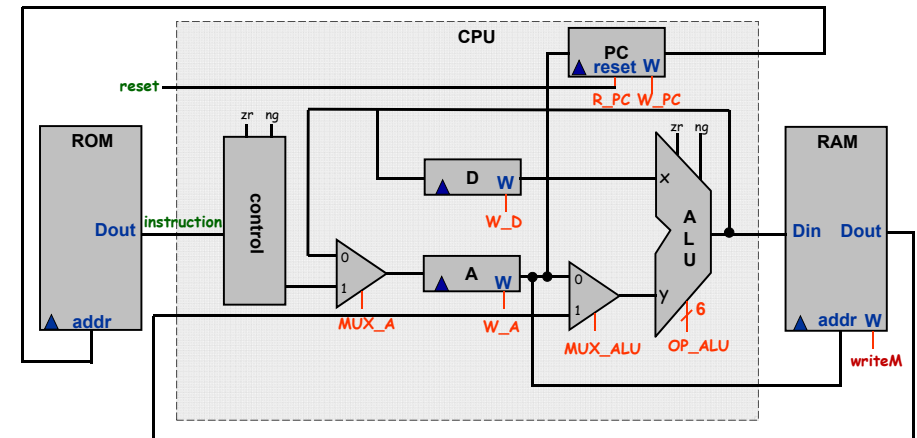 CPU
PC
reset W
reset
R_PC W_PC
zr ng
zr ng
ROM
RAM
control
D
W
x
W_D
Dout
instruction
A
L
U
Din Dout
0
1
A
W
0
1
y
6
MUX_A
W_A
MUX_ALU
OP_ALU
addr
addr W
writeM